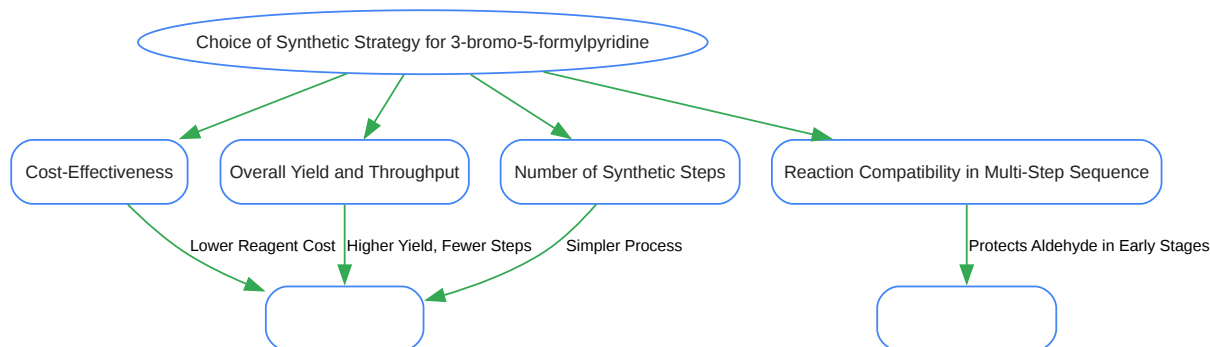 Choice of Synthetic Strategy for 3-bromo-5-formylpyridine
Cost-Effectiveness
Overall Yield and Throughput
Number of Synthetic Steps
Reaction Compatibility in Multi-Step Sequence
Lower Reagent Cost
Higher Yield, Fewer Steps
Simpler Process
Protects Aldehyde in Early Stages